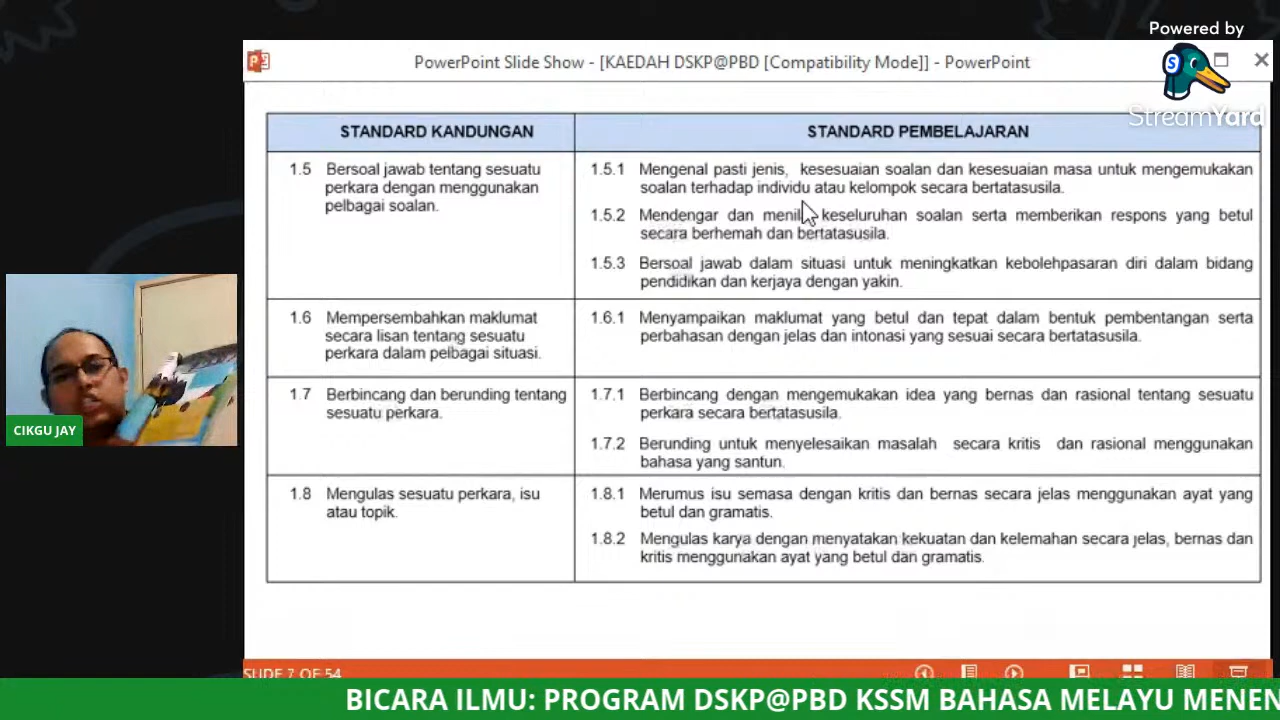 Powered by
StreamYard
PowerPoint Slide Show - [KAEDAH DSKP@PBD [Compatibility Mode]] - PowerPoint
STANDARD KANDUNGAN
STANDARD PEMBELAJARAN
1.5 Bersoal jawab tentang sesuatu
perkara dengan menggunakan
pelbagai soalan.
1.5.1 Mengenal pasti jenis, kesesuaian soalan dan kesesuaian masa untuk mengemukakan
soalan terhadap individu atau kelompok secara bertatasusila.
1.5.2 Mendengar dan menilai keseluruhan soalan serta memberikan respons yang betul
secara berhemah dan bertatasusila.
1.5.3 Bersoal jawab dalam situasi untuk meningkatkan kebolehpasaran diri dalam bidang
pendidikan dan kerjaya dengan yakin.
1.6 Mempersembahkan maklumat
secara lisan tentang sesuatu
perkara dalam pelbagai situasi.
1.6.1 Menyampaikan maklumat yang betul dan tepat dalam bentuk pembentangan serta
perbahasan dengan jelas dan intonasi yang sesuai secara bertatasusila.
1.7 Berbincang dan berunding tentang
sesuatu perkara.
1.7.1 Berbincang dengan mengemukakan idea yang bernas dan rasional tentang sesuatu
perkara secara bertatasusila.
1.7.2 Berunding untuk menyelesaikan masalah secara kritis dan rasional menggunakan
bahasa yang santun.
1.8 Mengulas sesuatu perkara, isu
atau topik.
1.8.1 Merumus isu semasa dengan kritis dan bernas secara jelas menggunakan ayat yang
betul dan gramatis.
1.8.2 Mengulas karya dengan menyatakan kekuatan dan kelemahan secara jelas, bernas dan
kritis menggunakan ayat yang betul dan gramatis.
CIKGU JAY
SLIDE 7 OF 54
BICARA ILMU: PROGRAM DSKP@PBD KSSM BAHASA MELAYU MENEN